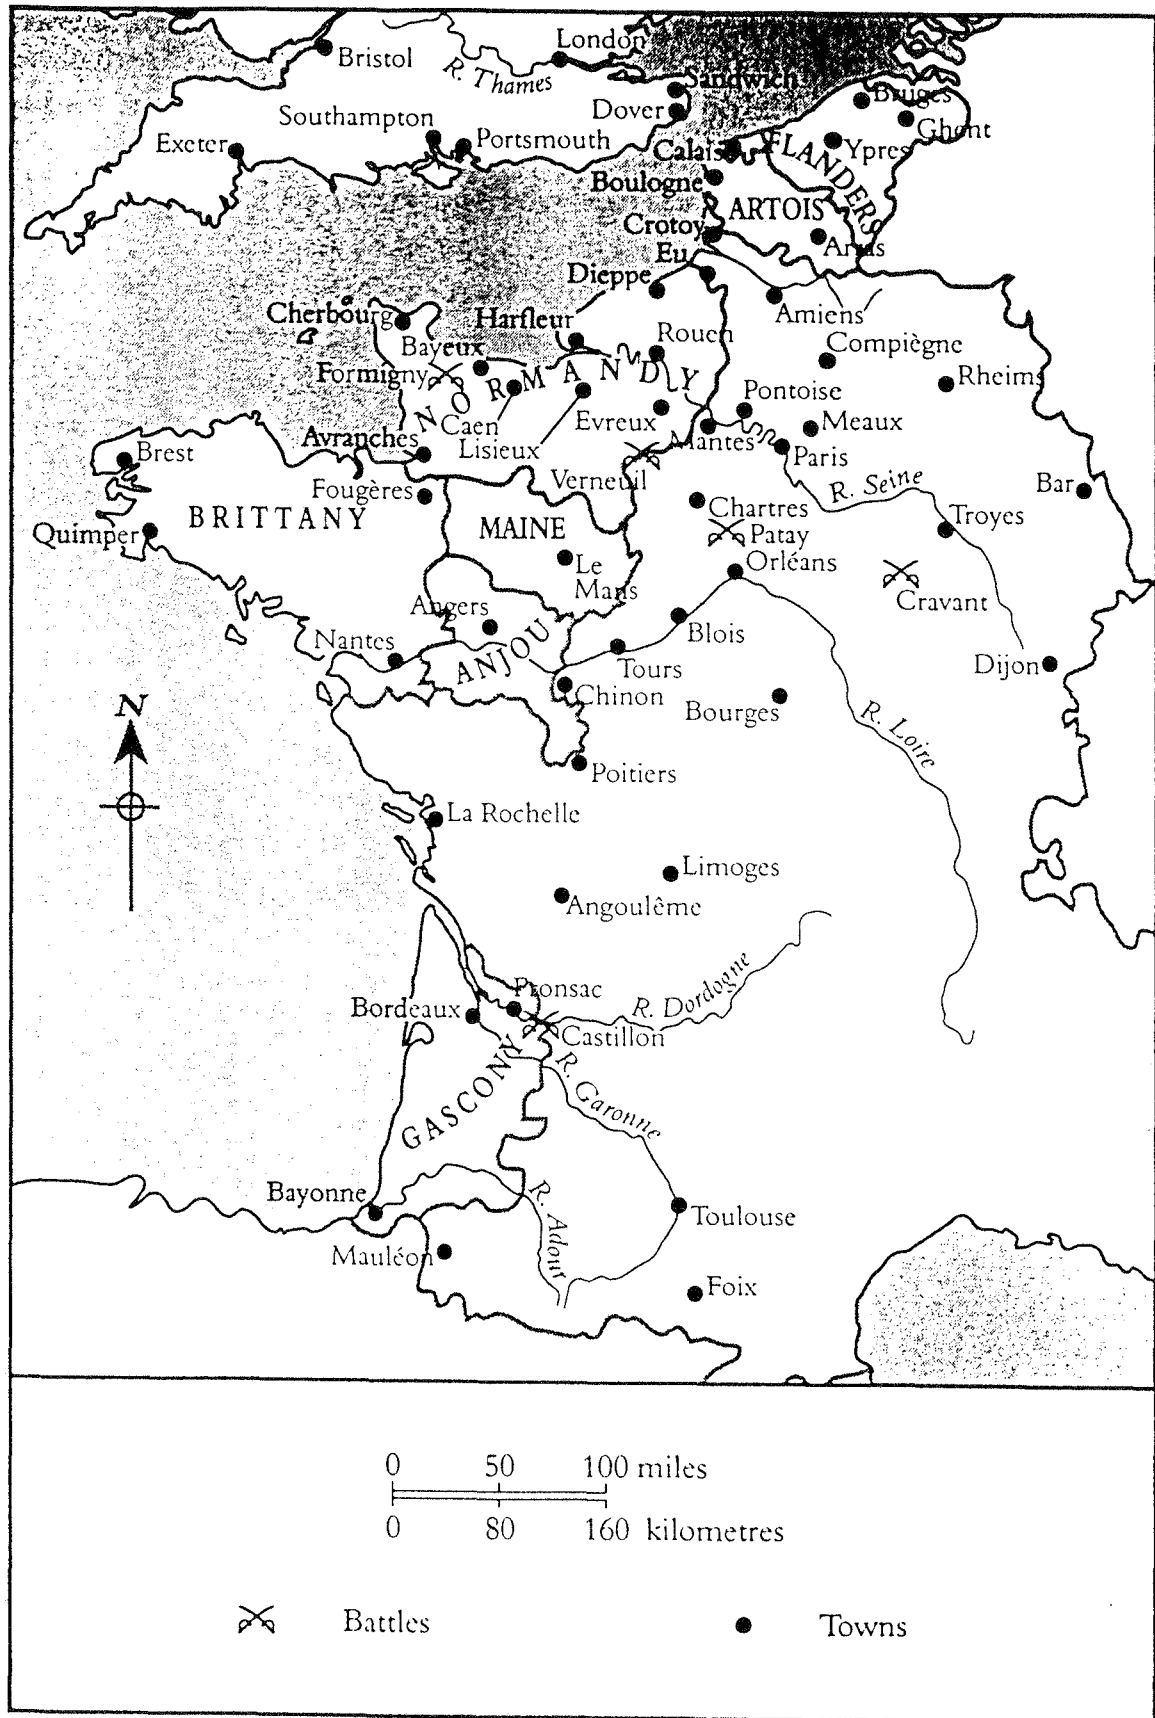 Bristol
London
R. Thames
Sandwich
Dover
Southampton
Portsmouth
Exeter
Bruges
Ghent
Ypres
FLANDERS
Calais
Boulogne
ARTOIS
Crotoy
Arras
Eu
Dieppe
Amiens
Cherbourg
Harfleur
Rouen
Bayeux
Compiègne
Formigny
NORMANDY
Rheims
Pontoise
Caen
Evreux
Meaux
Avranches
Lisieux
Mantes
Paris
Brest
Verneuil
R. Seine
Bar
Fougères
BRITTANY
Chartres
Troyes
Quimper
MAINE
Patay
Le
Mans
Orléans
Cravant
Angers
Blois
Nantes
ANJOU
Tours
Dijon
Chinon
Bourges
N
R. Loire
Poitiers
La Rochelle
Limoges
Angoulême
Pronsac
R. Dordogne
Bordeaux
Castillon
GASCONY
R. Garonne
Bayonne
R. Adour
Toulouse
Mauléon
Foix
0 50 100 miles
0 80 160 kilometres
Battles
Towns